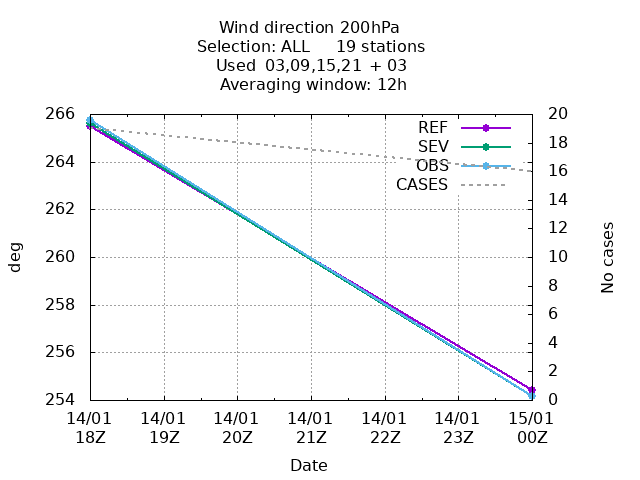 Wind direction 200hPa
Selection: ALL 19 stations
Used 03,09,15,21 + 03
Averaging window: 12h
266
264
262
260
258
256
254
deg
20
18
16
14
12
10
8
6
4
2
0
No cases
REF
SEV
OBS
CASES
14/01 14/01 14/01 14/01 14/01 14/01 15/01
18Z 19Z 20Z 21Z 22Z 23Z 00Z
Date